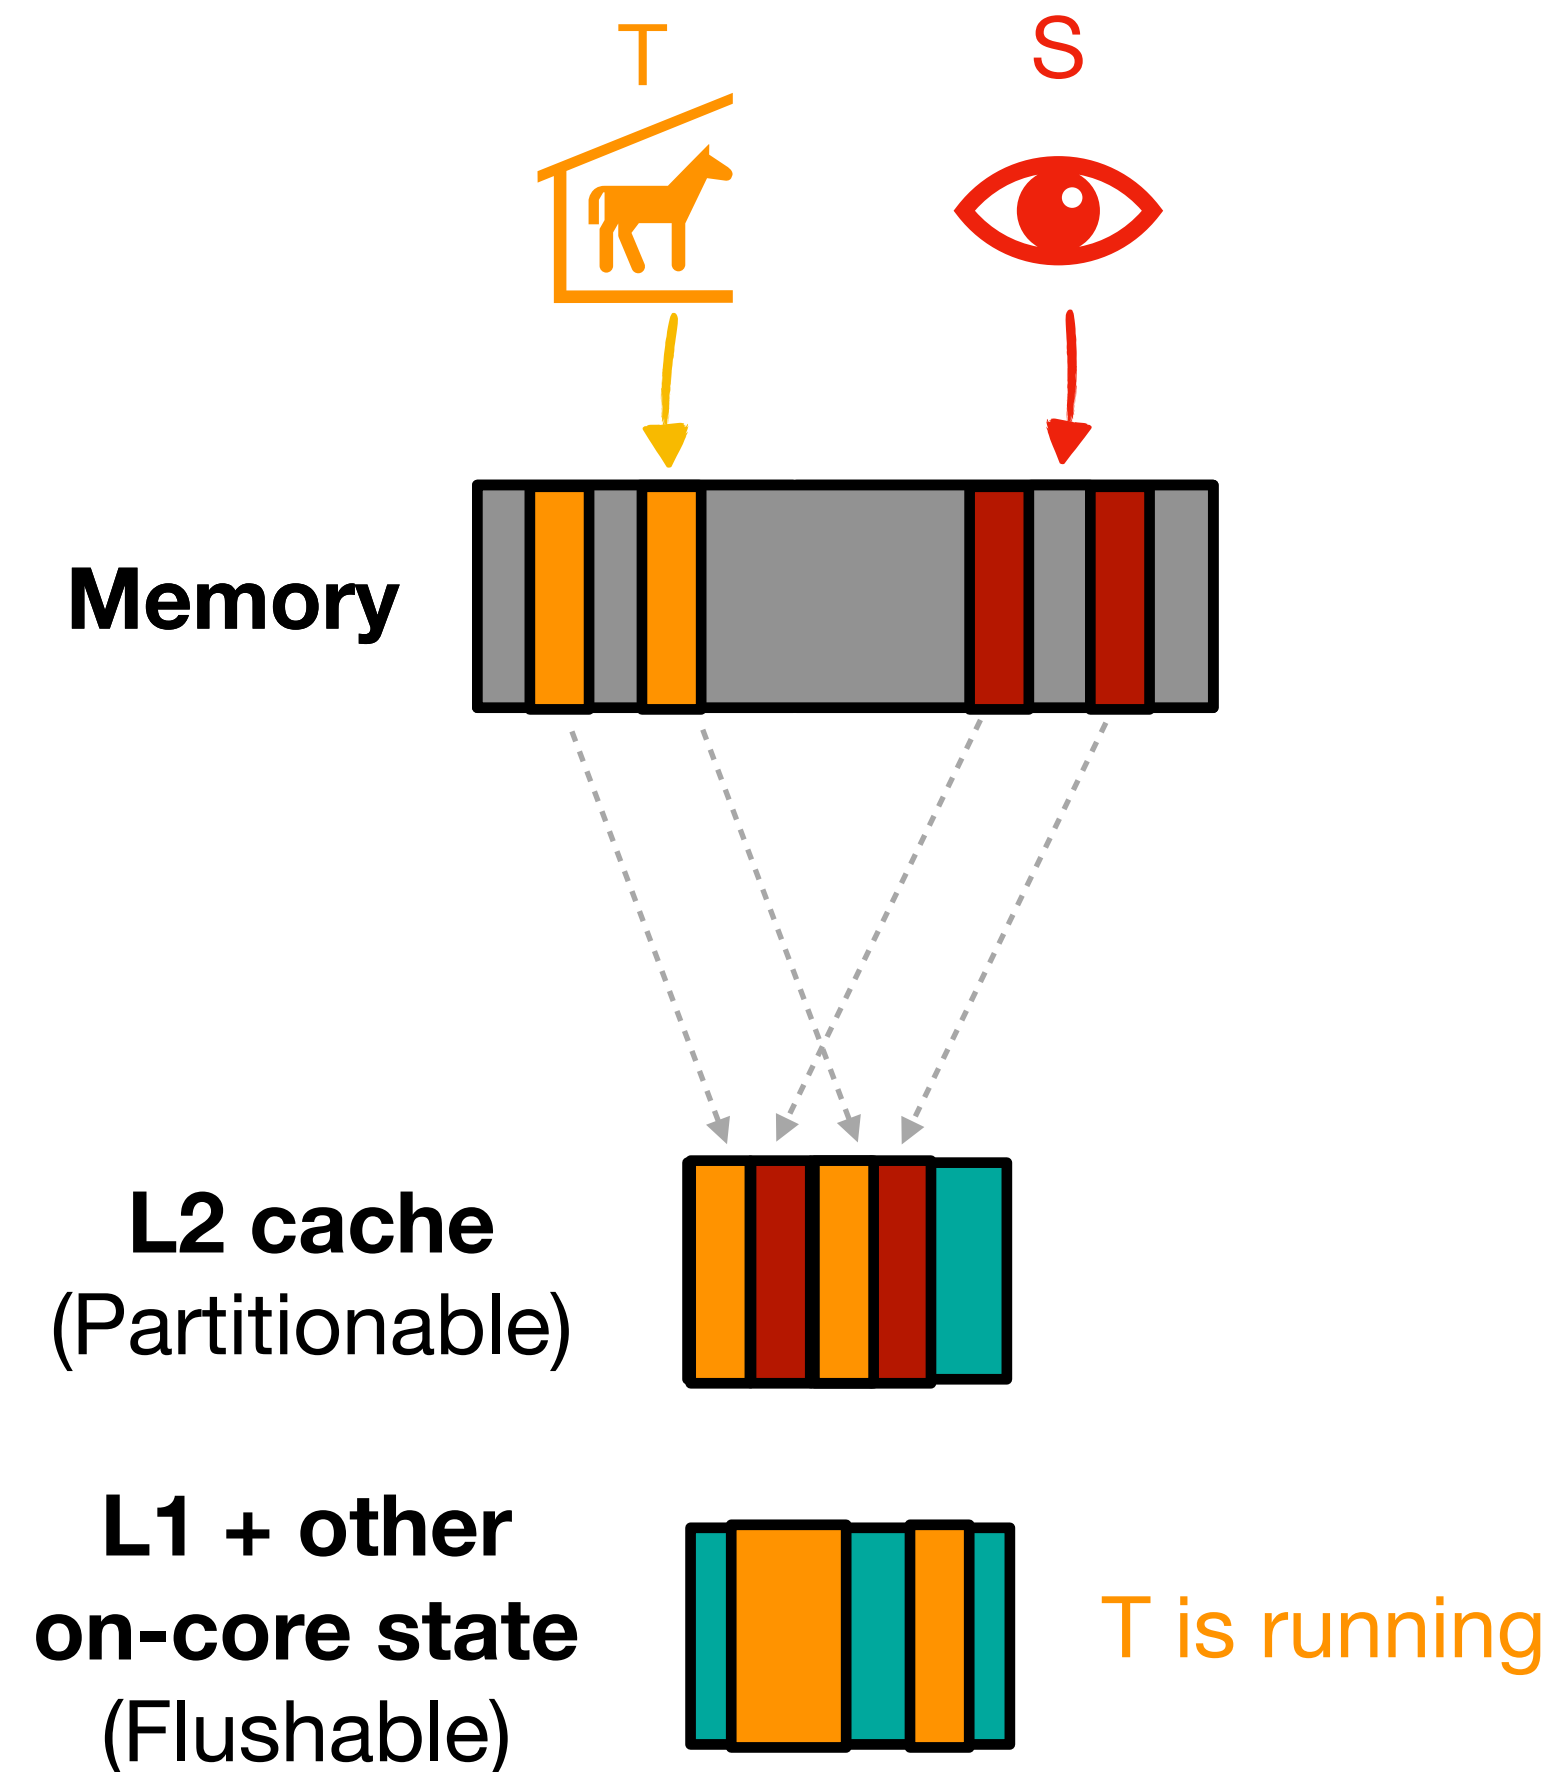 T
S
Memory
L2 cache
(Partitionable)
L1 + other
on-core state
(Flushable)
T is running